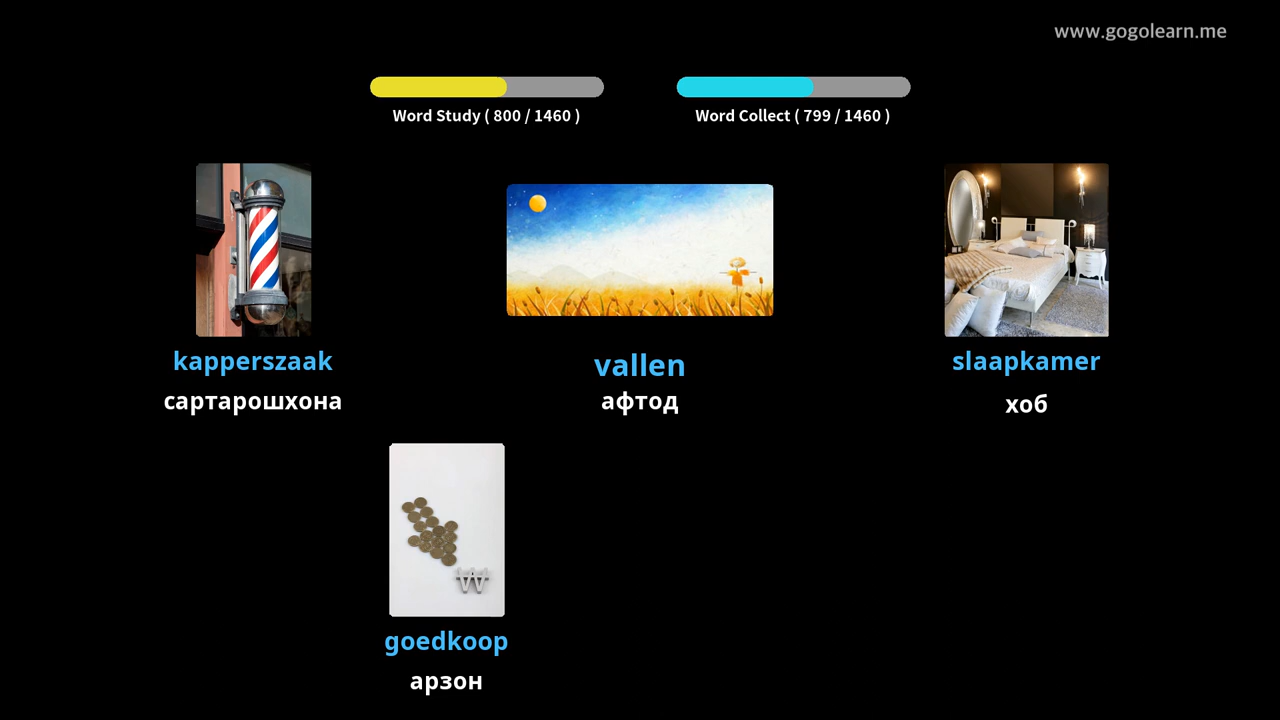 www.gogolearn.me
Word Study ( 800 / 1460 )
Word Collect ( 799 / 1460 )
kapperszaak
сартарошхона
vallen
афтод
slaapkamer
хоб
goedkoop
арзон